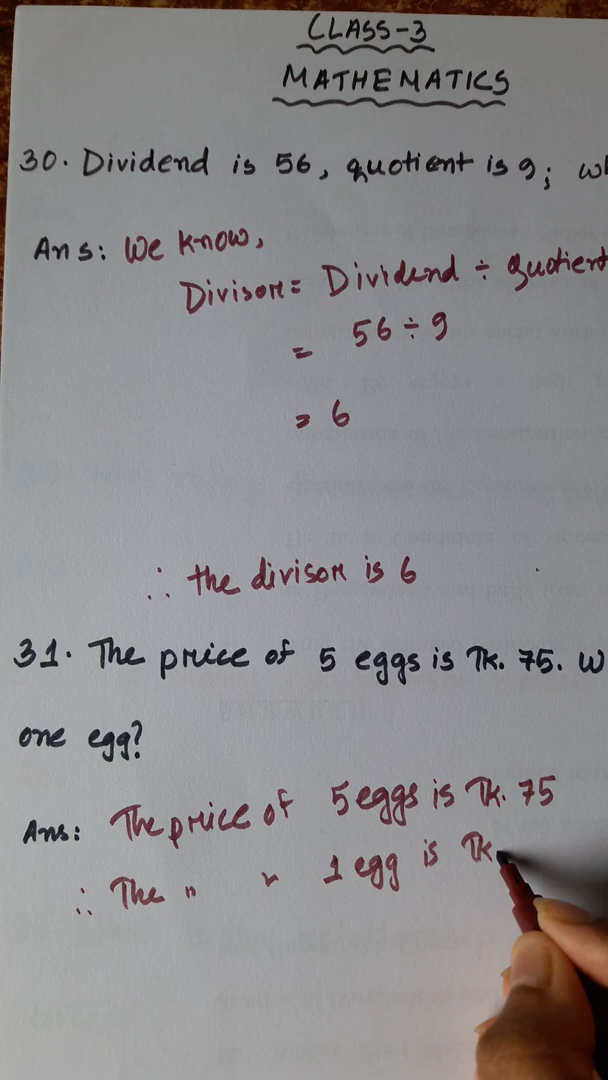 CLASS-3
MATHEMATICS
30. Dividend is 56, quotient is 9; wh
Ans: We know,
Divisor = Dividend ÷ quotient
= 56 ÷ 9
= 6
∴ the divisor is 6
31. The price of 5 eggs is Tk. 75. W
one egg?
Ans: The price of 5 eggs is Tk. 75
∴ The " " 1 egg is Tk